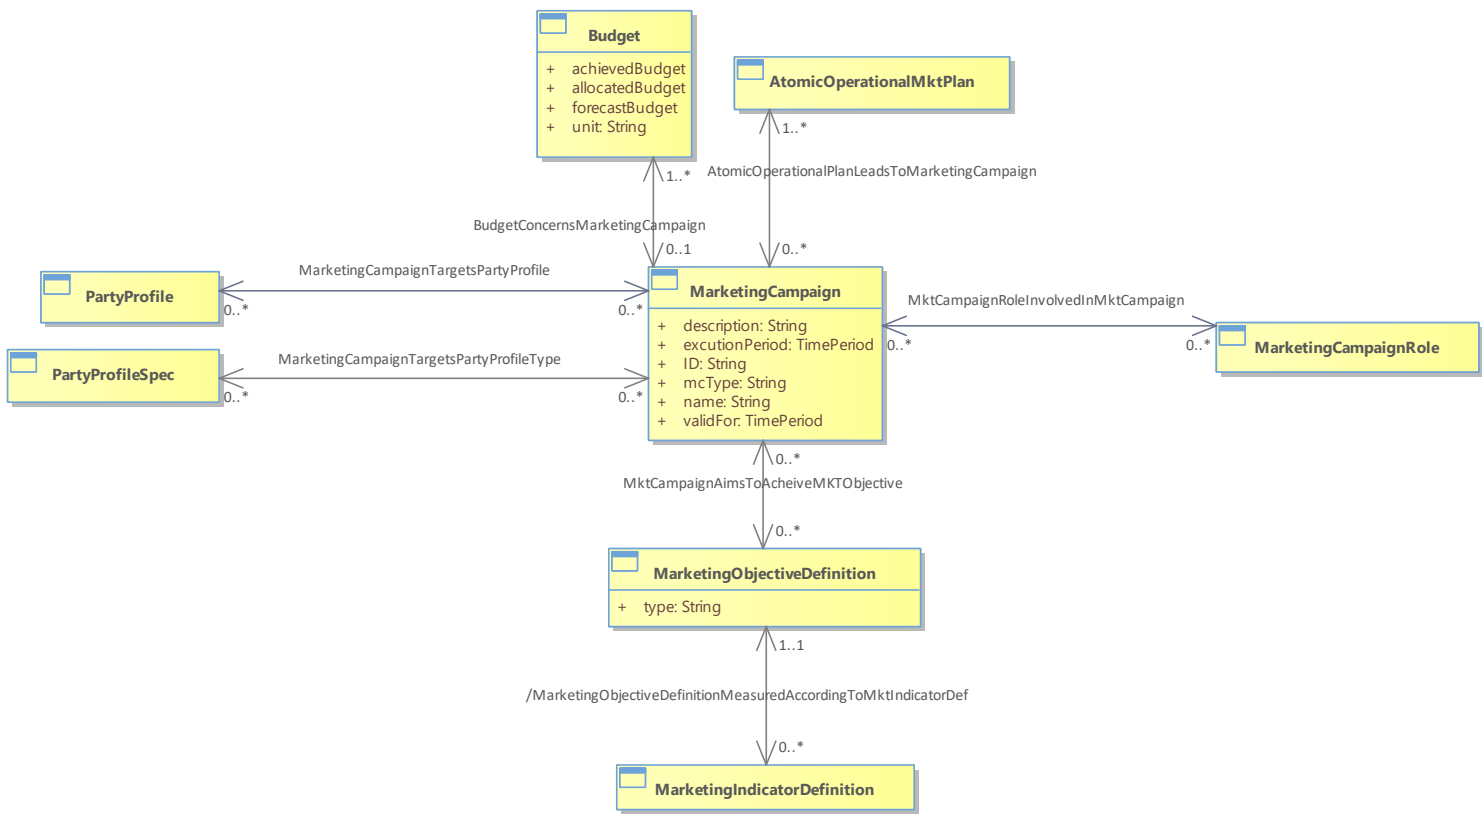 Budget
+ achievedBudget
+ allocatedBudget
+ forecastBudget
+ unit: String
AtomicOperationalMktPlan
1..*
1..*
AtomicOperationalPlanLeadsToMarketingCampaign
BudgetConcernsMarketingCampaign
0..1
0..*
MarketingCampaignTargetsPartyProfile
PartyProfile
0..*
0..*
MarketingCampaign
+ description: String
+ excutionPeriod: TimePeriod
+ ID: String
+ mcType: String
+ name: String
+ validFor: TimePeriod
MktCampaignRoleInvolvedInMktCampaign
0..*
0..*
MarketingCampaignRole
MarketingCampaignTargetsPartyProfileType
PartyProfileSpec
0..*
0..*
0..*
MktCampaignAimsToAcheiveMKTObjective
0..*
MarketingObjectiveDefinition
+ type: String
1..1
/MarketingObjectiveDefinitionMeasuredAccordingToMktIndicatorDef
0..*
MarketingIndicatorDefinition